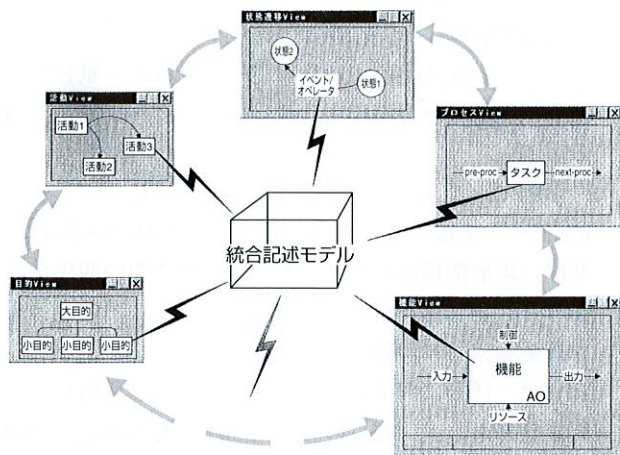 状態遷移View
状態2
イベント/
オペレータ
状態1
活動View
活動1
活動3
活動2
プロセスView
pre-proc
タスク
next-proc
統合記述モデル
目的View
大目的
小目的
小目的
小目的
機能View
制御
入力
機能
出力
AO
リソース